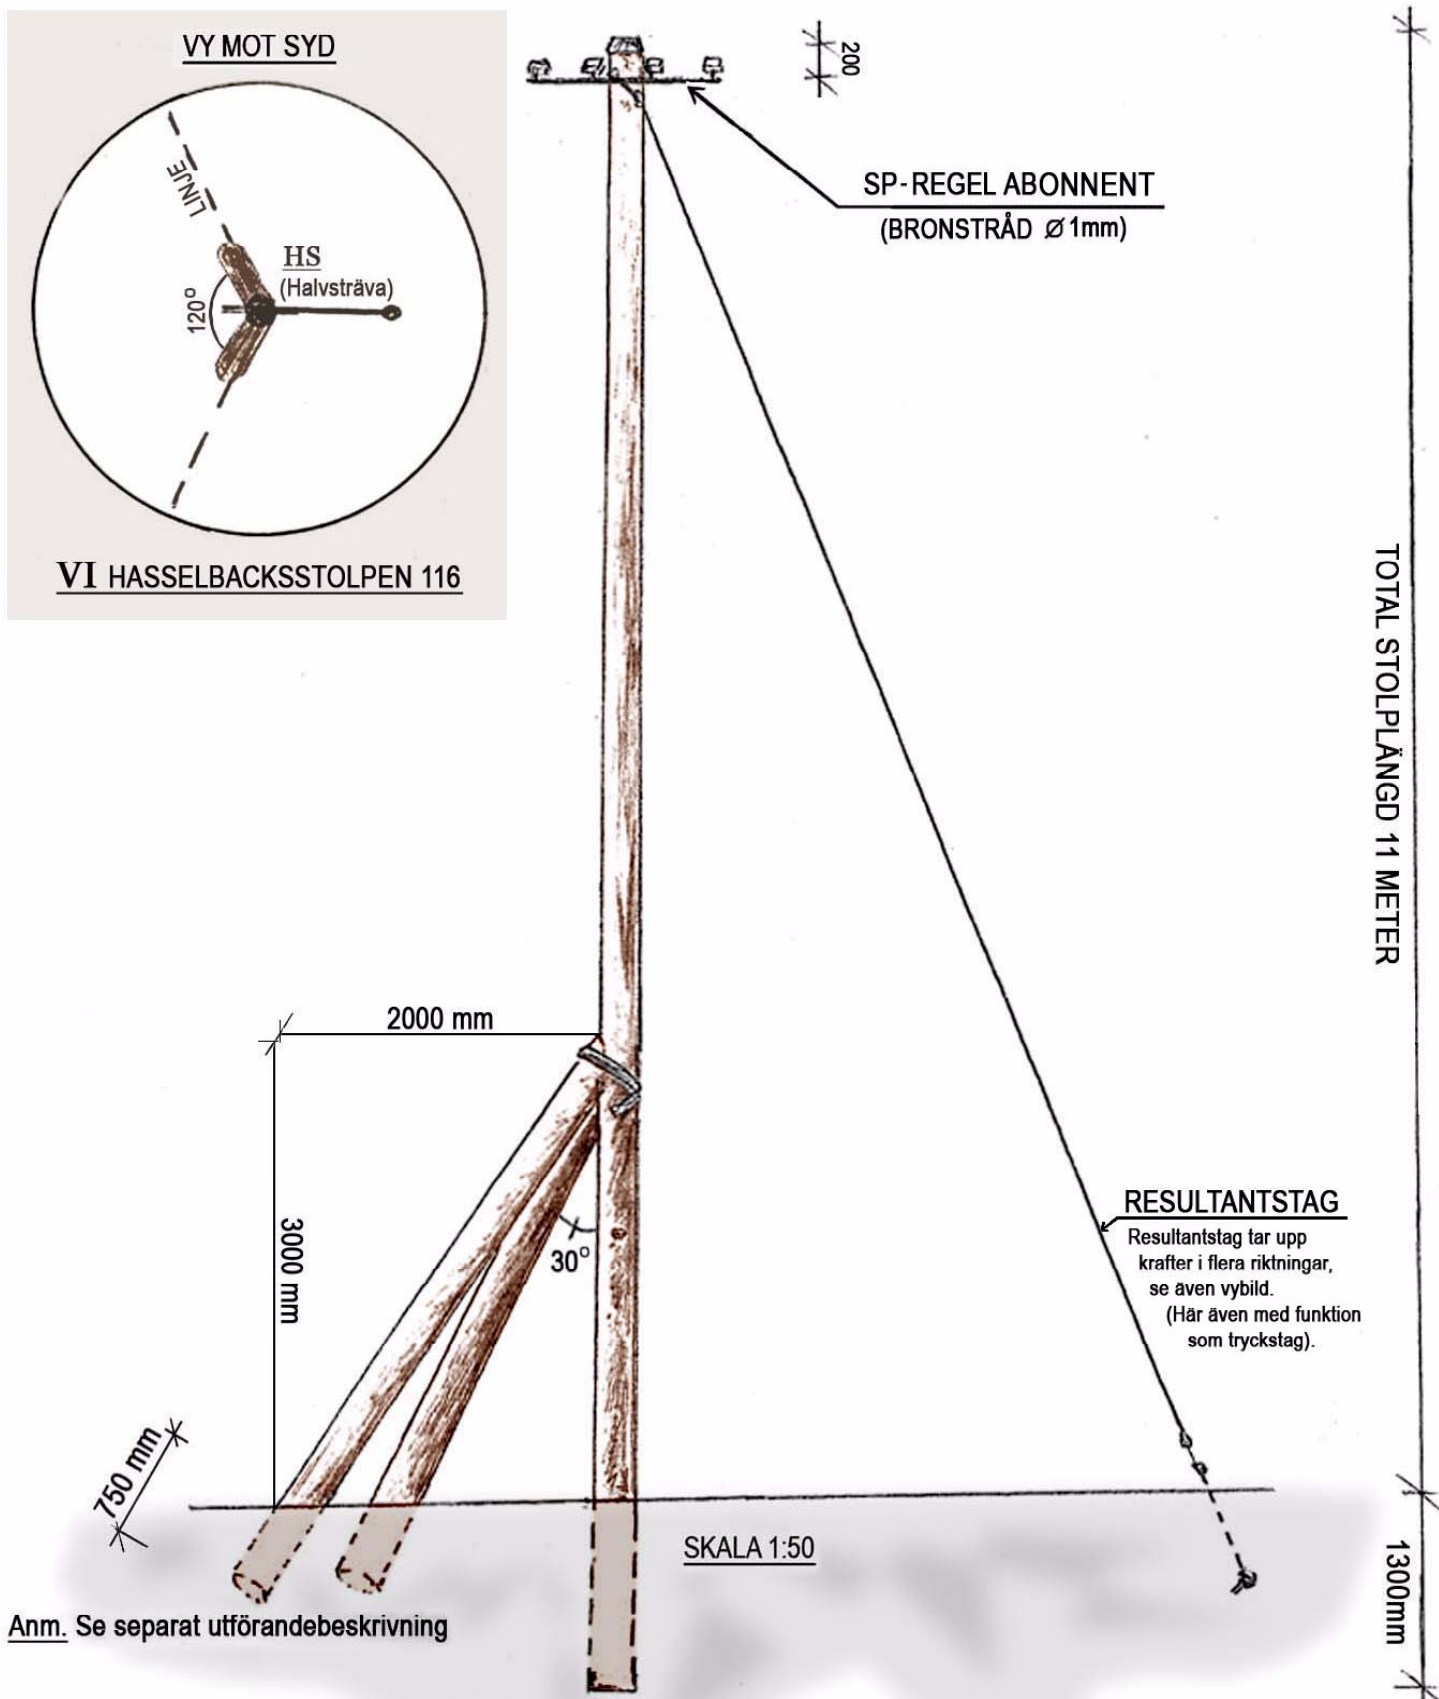 VY MOT SYD
LINJE
HS
(Halvsträva)
120°
VI HASSELBACKSSTOLPEN 116
200
SP-REGEL ABONNENT
(BRONSTRÅD Ø 1mm)
TOTAL STOLPLÄNGD 11 METER
2000 mm
3000 mm
30°
RESULTANTSTAG
Resultantstag tar upp
krafter i flera riktningar,
se även vybild.
(Här även med funktion
som tryckstag).
750 mm
SKALA 1:50
1300mm
Anm. Se separat utförandebeskrivning